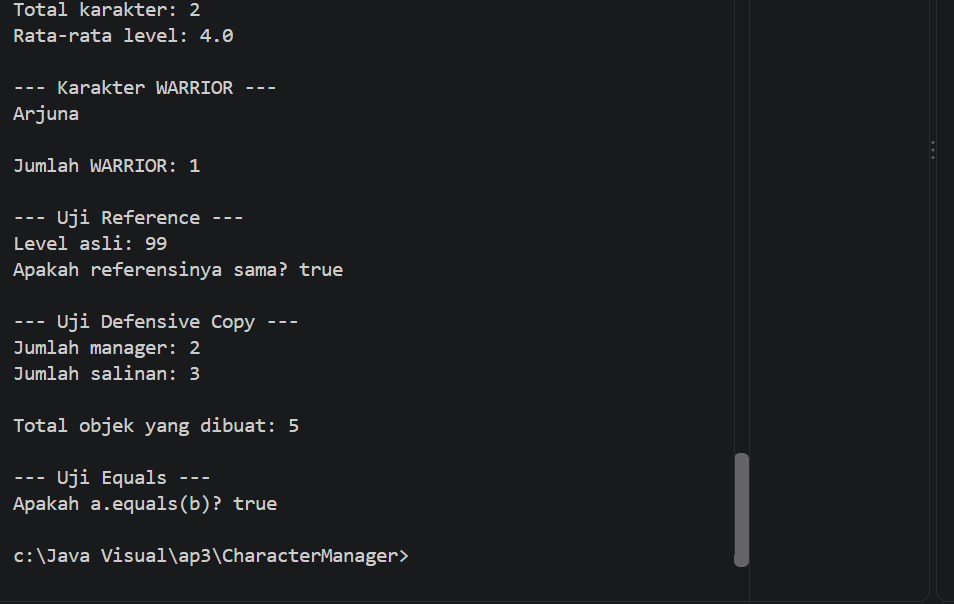 Total karakter: 2
Rata-rata level: 4.0
--- Karakter WARRIOR ---
Arjuna
Jumlah WARRIOR: 1
--- Uji Reference ---
Level asli: 99
Apakah referensinya sama? true
--- Uji Defensive Copy ---
Jumlah manager: 2
Jumlah salinan: 3
Total objek yang dibuat: 5
--- Uji Equals ---
Apakah a.equals(b)? true
c:\Java Visual\ap3\CharacterManager>